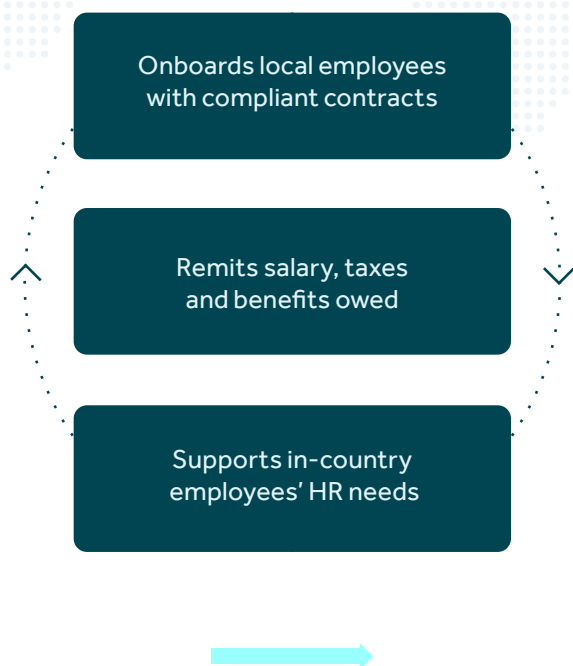 Onboards local employees
with compliant contracts
Remits salary, taxes
and benefits owed
Supports in-country
employees’ HR needs